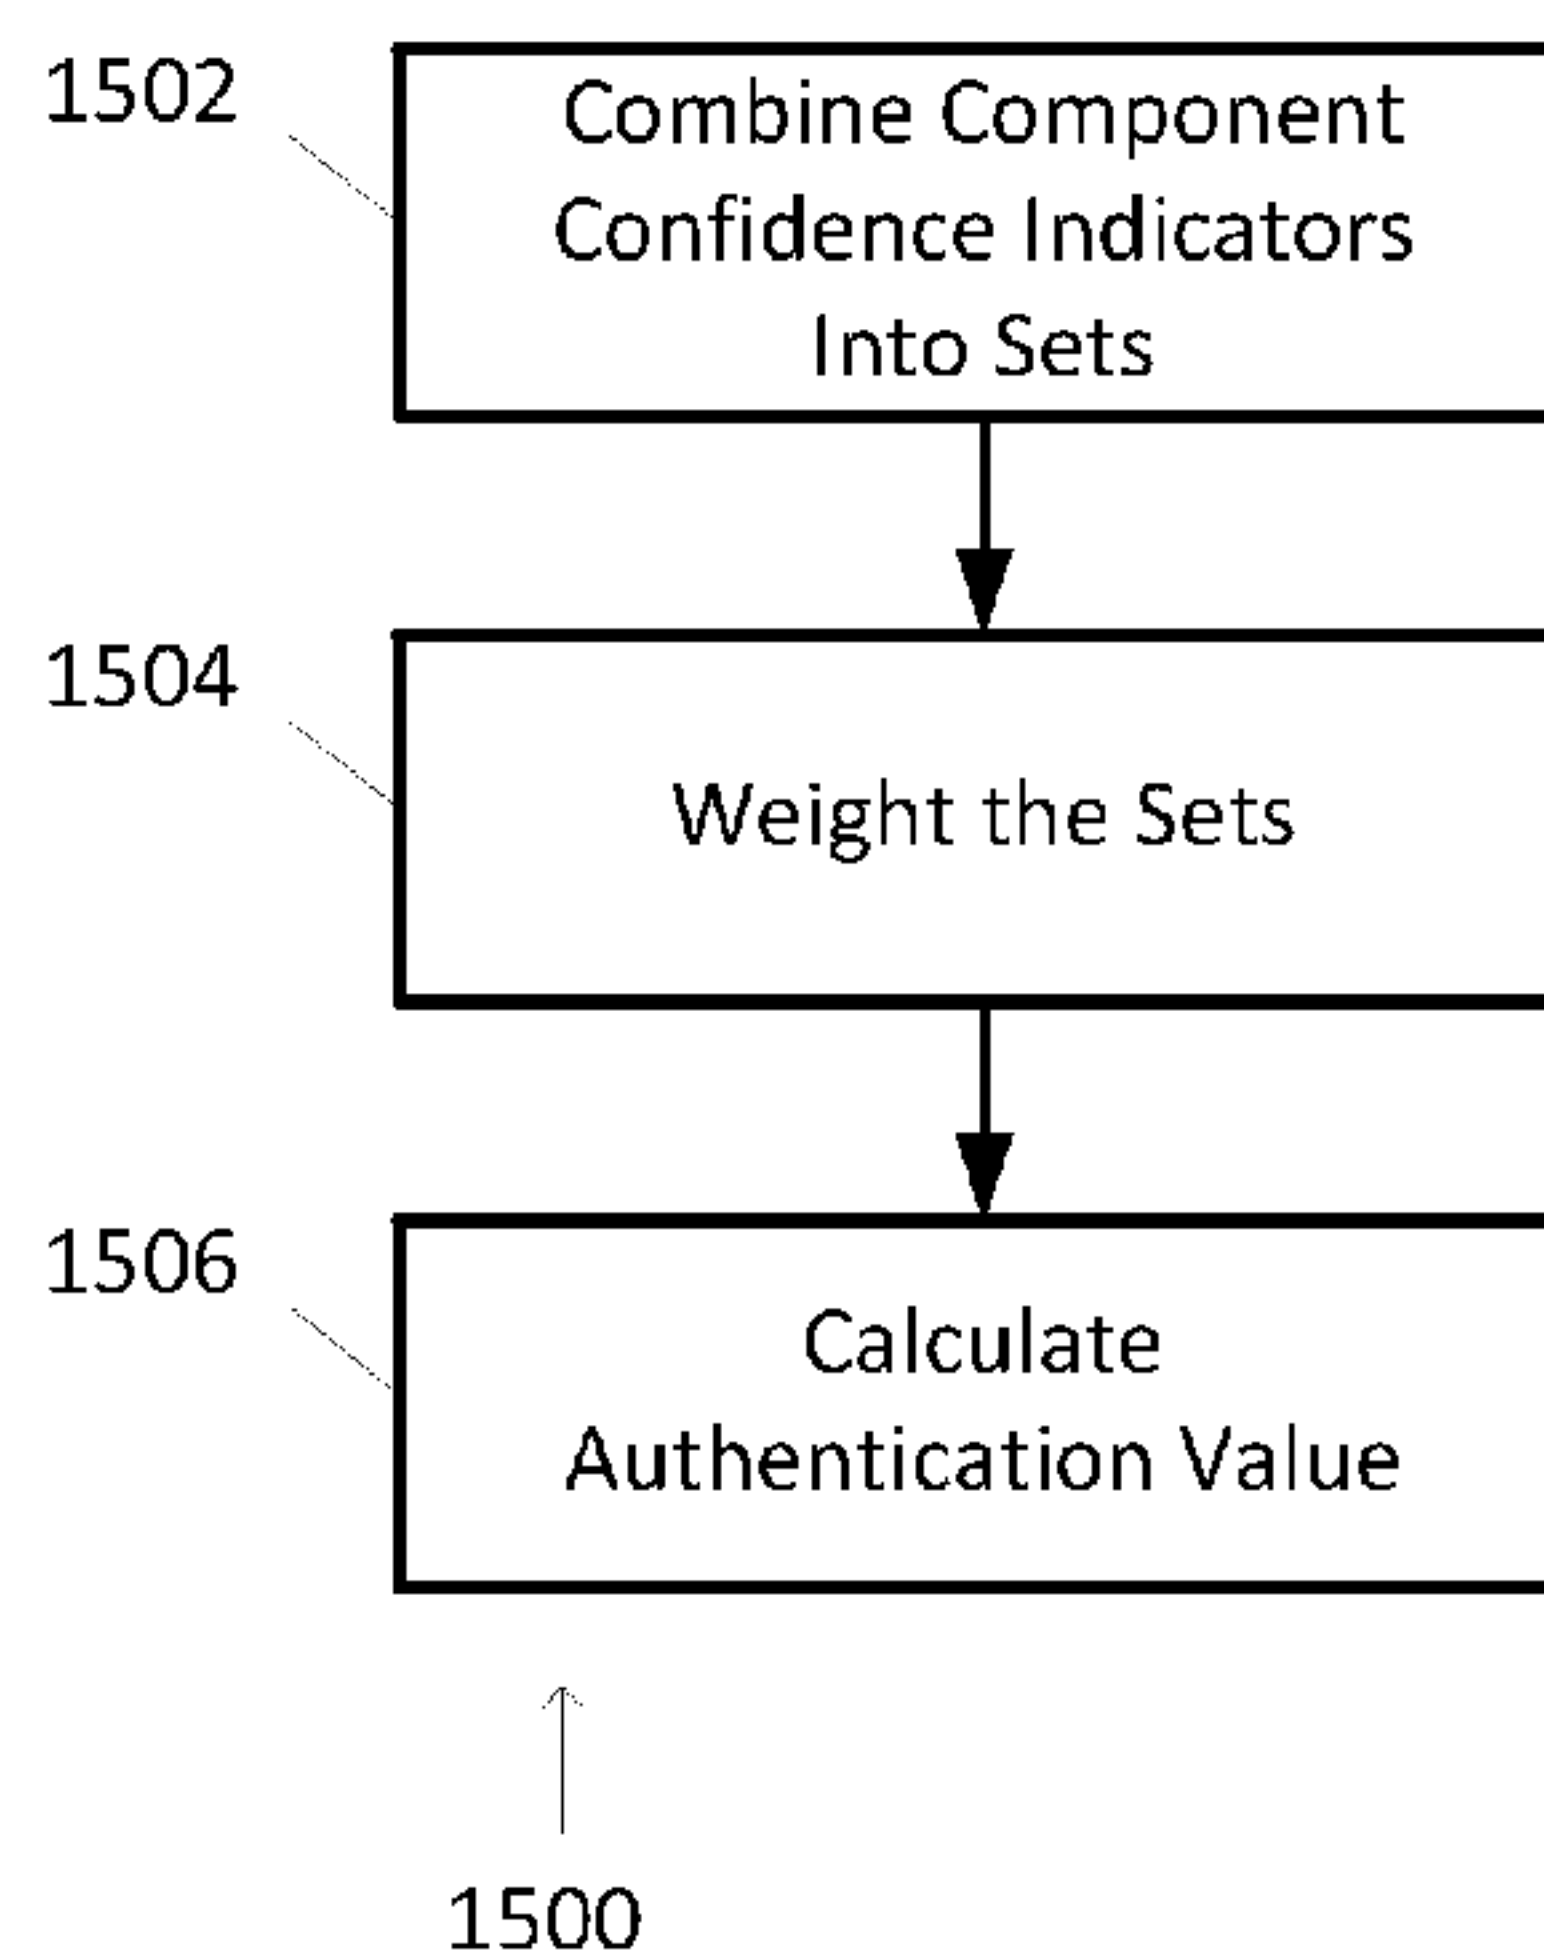 1502
Combine Component
Confidence Indicators
Into Sets
1504
Weight the Sets
1506
Calculate
Authentication Value
1500